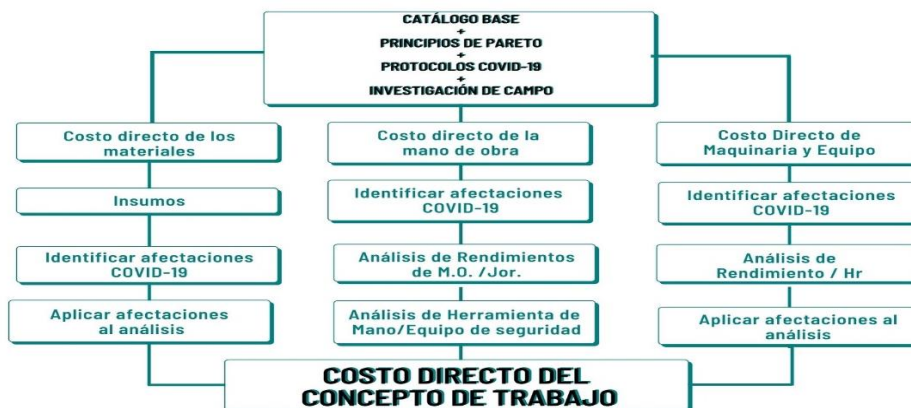 CATÁLOGO BASE
+
PRINCIPIOS DE PARETO
+
PROTOCOLOS COVID-19
+
INVESTIGACIÓN DE CAMPO
Costo directo de los
materiales
Insumos
Identificar afectaciones
COVID-19
Aplicar afectaciones
al análisis
Costo directo de la
mano de obra
Identificar afectaciones
COVID-19
Análisis de Rendimientos
de M.O. /Jor.
Análisis de Herramienta de
Mano/Equipo de seguridad
Costo Directo de
Maquinaria y Equipo
Identificar afectaciones
COVID-19
Análisis de
Rendimiento / Hr
Aplicar afectaciones al
análisis
COSTO DIRECTO DEL
CONCEPTO DE TRABAJO